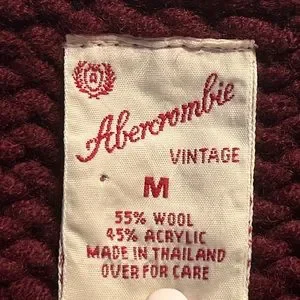 Abercrombie
VINTAGE
M
55% WOOL
45% ACRYLIC
MADE IN THAILAND
OVER FOR CARE